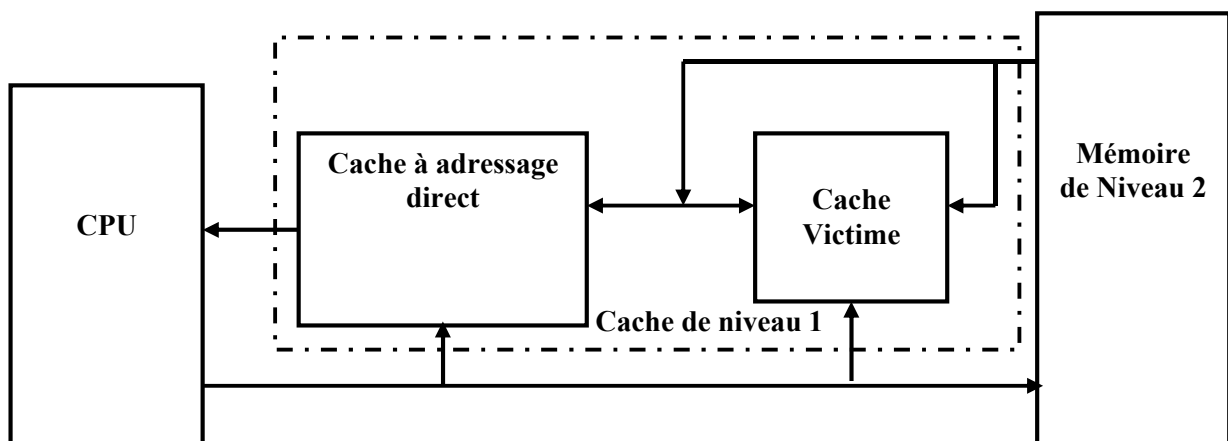 CPU
Cache à adressage
direct
Cache
Victime
Cache de niveau 1
Mémoire
de Niveau 2